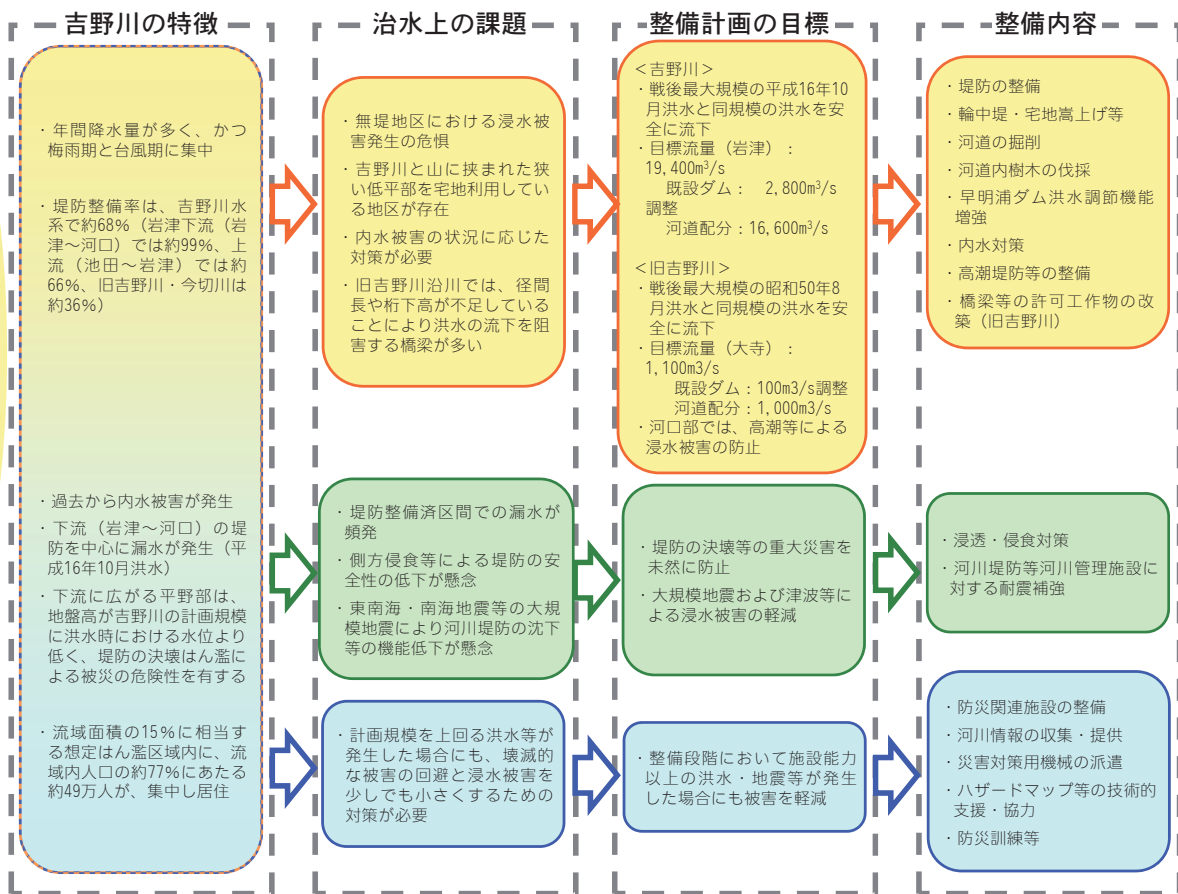 吉野川の特徴
・年間降水量が多く、かつ
梅雨期と台風期に集中
・堤防整備率は、吉野川水
系で約68%（岩津下流（岩
津～河口）では約99%、上
流（池田～岩津）では約
66%、旧吉野川・今切川は
約36%）
・過去から内水被害が発生
・下流（岩津～河口）の堤
防を中心に漏水が発生（平
成16年10月洪水）
・下流に広がる平野部は、
地盤高が吉野川の計画規模
に洪水時における水位より
低く、堤防の決壊はん濫に
よる被災の危険性を有する
・流域面積の15%に相当す
る想定はん濫区域内に、流
域内人口の約77%にあたる
約49万人が、集中し居住
治水上の課題
・無堤地区における浸水被
害発生の危惧
・吉野川と山に挟まれた狭
い低平部を宅地利用してい
る地区が存在
・内水被害の状況に応じた
対策が必要
・旧吉野川沿川では、径間
長や桁下高が不足している
ことにより洪水の流下を阻
害する橋梁が多い
・堤防整備済区間での漏水が
頻発
・側方侵食等による堤防の安
全性の低下が懸念
・東南海・南海地震等の大規
模地震により河川堤防の沈下
等の機能低下が懸念
・計画規模を上回る洪水等が
発生した場合にも、壊滅的
な被害の回避と浸水被害を
少しでも小さくするための
対策が必要
整備計画の目標
＜吉野川＞
・戦後最大規模の平成16年10
月洪水と同規模の洪水を安
全に流下
・目標流量（岩津）：
19,400m³/s
既設ダム： 2,800m³/s
調整
河道配分：16,600m³/s
＜旧吉野川＞
・戦後最大規模の昭和50年8
月洪水と同規模の洪水を安
全に流下
・目標流量（大寺）：
1,100m3/s
既設ダム：100m3/s調整
河道配分：1,000m3/s
・河口部では、高潮等による
浸水被害の防止
・堤防の決壊等の重大災害を
未然に防止
・大規模地震および津波等に
よる浸水被害の軽減
・整備段階において施設能力
以上の洪水・地震等が発生
した場合にも被害を軽減
整備内容
・堤防の整備
・輪中堤・宅地嵩上げ等
・河道の掘削
・河道内樹木の伐採
・早明浦ダム洪水調節機能
増強
・内水対策
・高潮堤防等の整備
・橋梁等の許可工作物の改
築（旧吉野川）
・浸透・侵食対策
・河川堤防等河川管理施設に
対する耐震補強
・防災関連施設の整備
・河川情報の収集・提供
・災害対策用機械の派遣
・ハザードマップ等の技術的
支援・協力
・防災訓練等